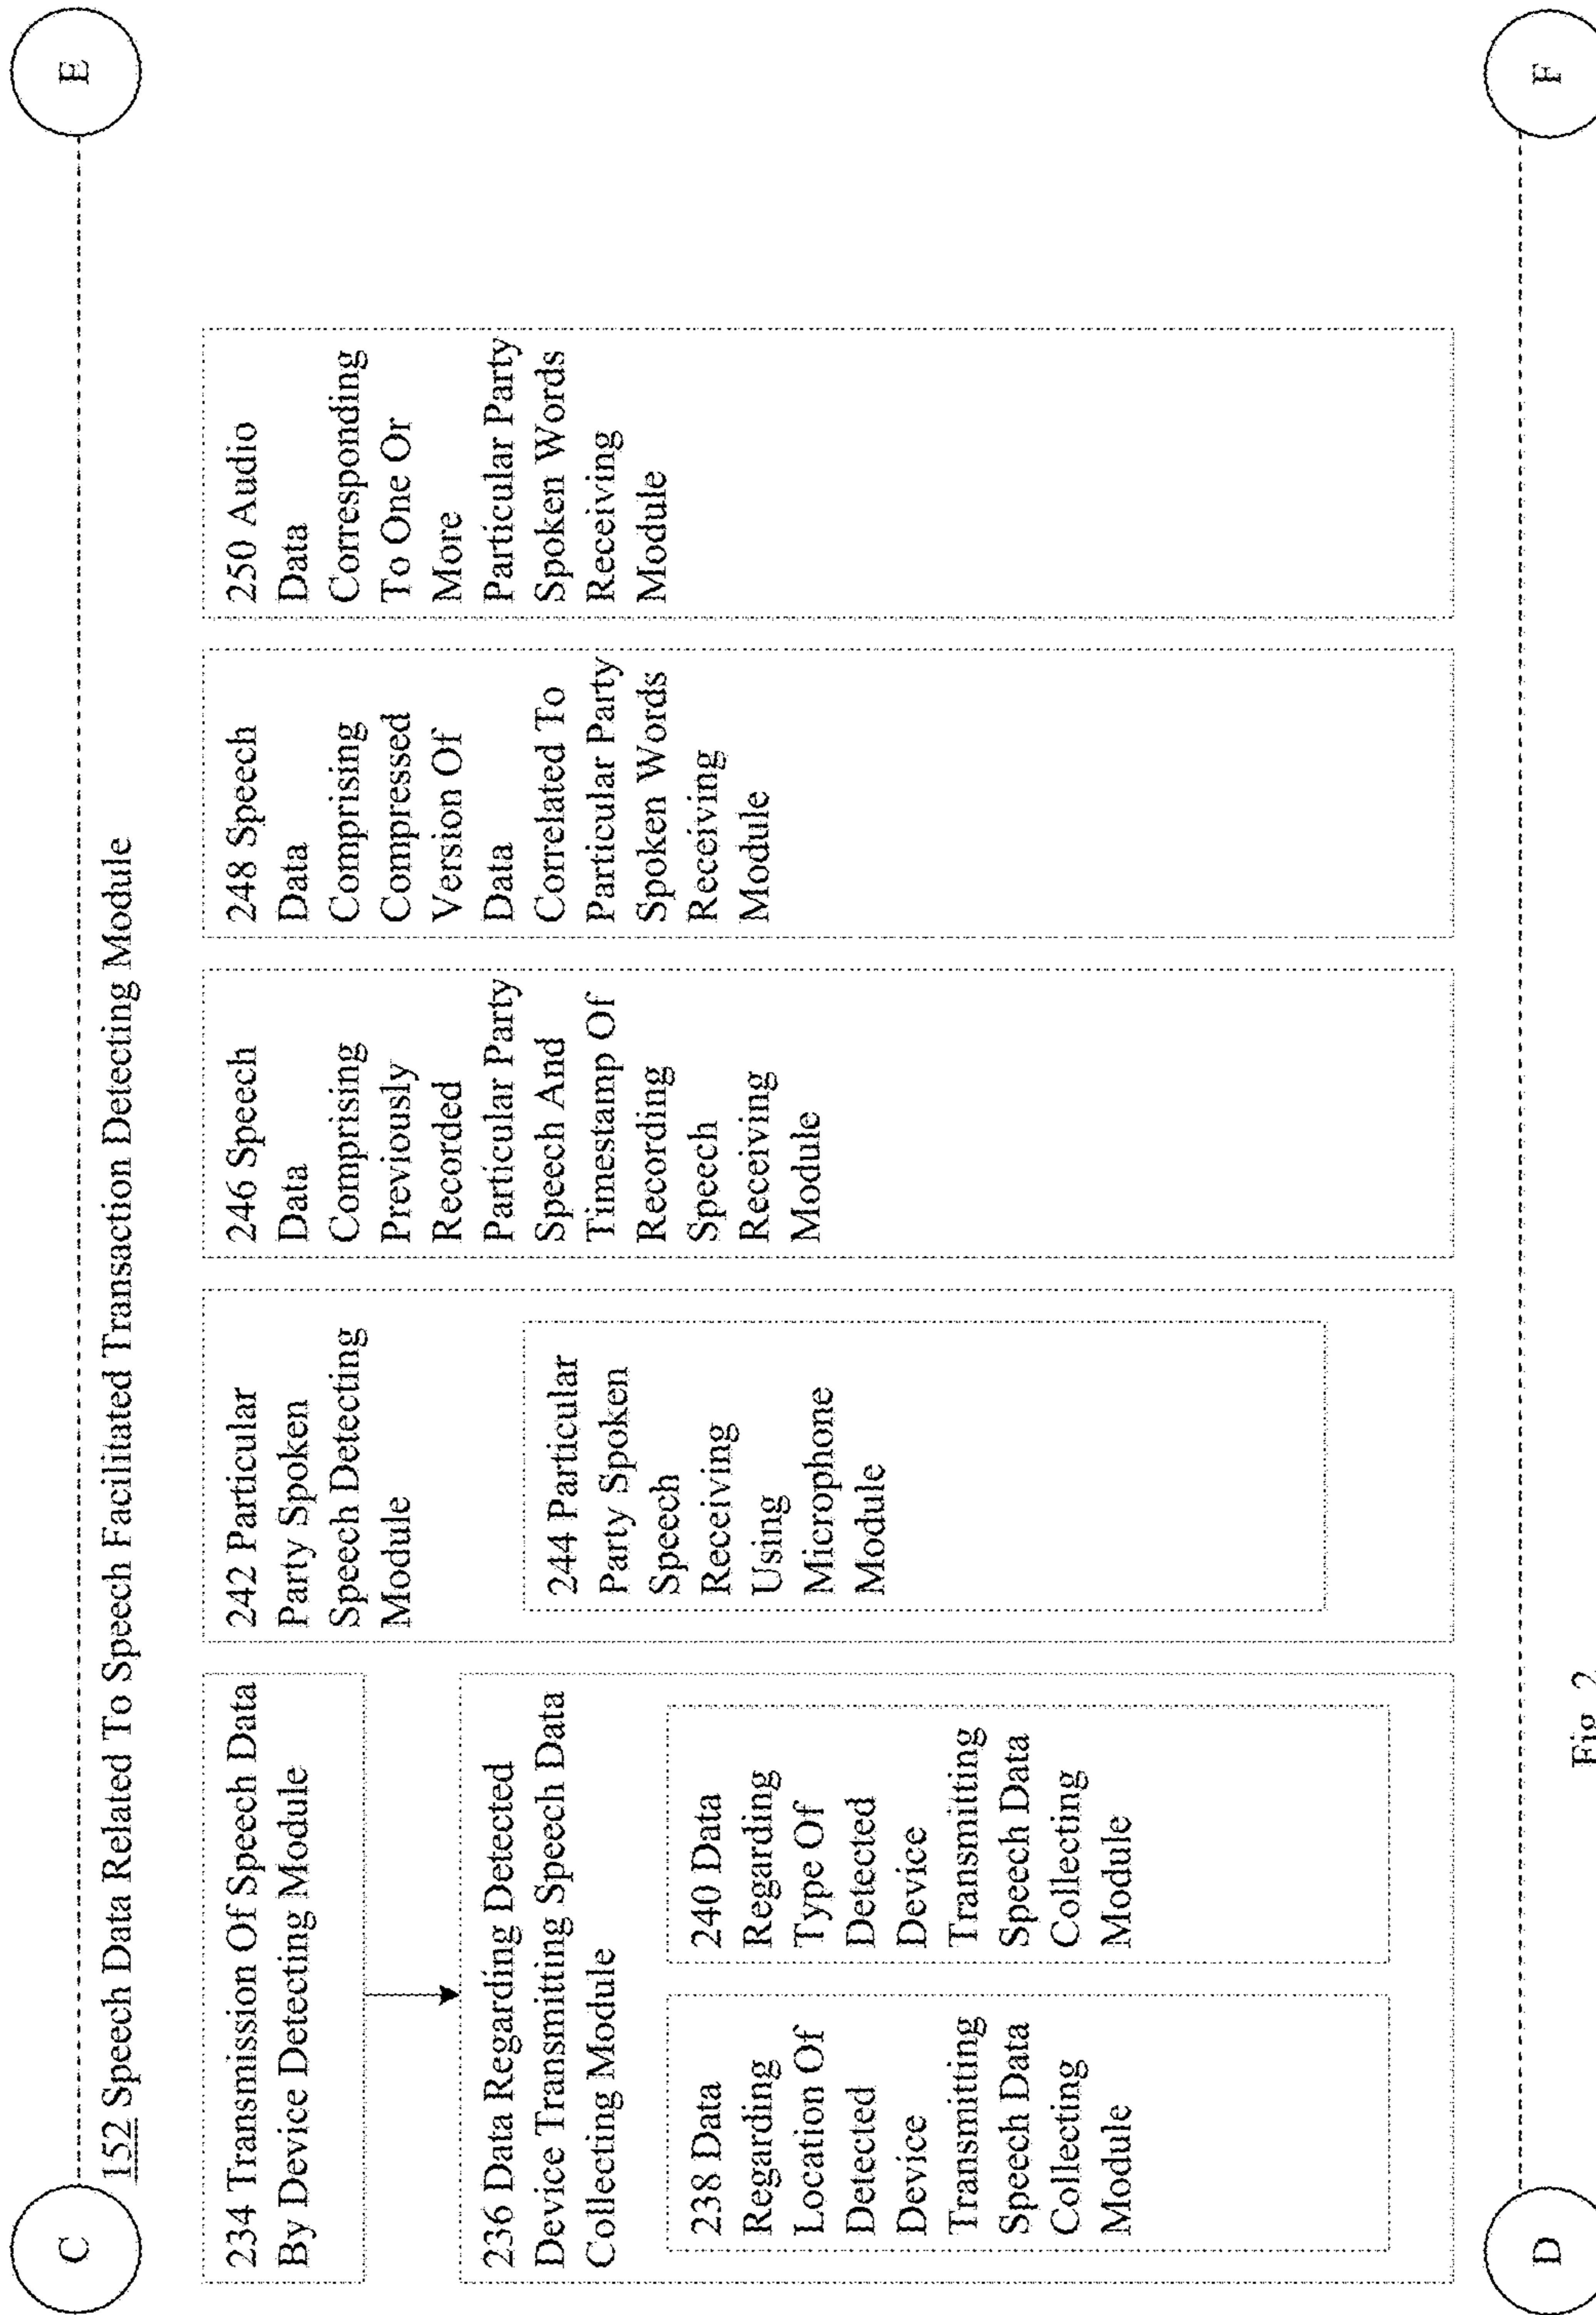 C
E
152 Speech Data Related To Speech Facilitated Transaction Detecting Module
234 Transmission Of Speech Data
By Device Detecting Module
236 Data Regarding Detected
Device Transmitting Speech Data
Collecting Module
238 Data
Regarding
Location Of
Detected
Device
Transmitting
Speech Data
Collecting
Module
240 Data
Regarding
Type Of
Detected
Device
Transmitting
Speech Data
Collecting
Module
242 Particular
Party Spoken
Speech Detecting
Module
244 Particular
Party Spoken
Speech
Receiving
Using
Microphone
Module
246 Speech
Data
Comprising
Previously
Recorded
Particular Party
Speech And
Timestamp Of
Recording
Speech
Receiving
Module
248 Speech
Data
Comprising
Compressed
Version Of
Data
Correlated To
Particular Party
Spoken Words
Receiving
Module
250 Audio
Data
Corresponding
To One Or
More
Particular Party
Spoken Words
Receiving
Module
D
F
Fig. 2